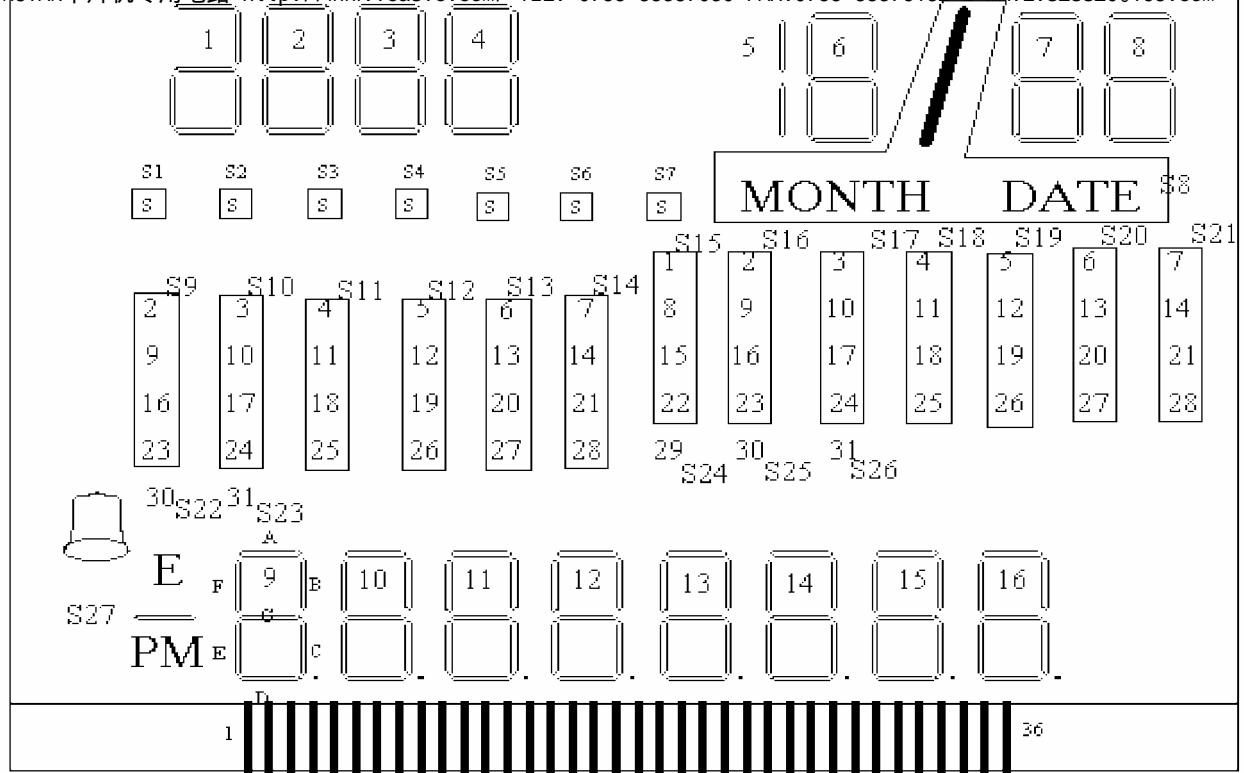 1 2 3 4 5 6 7 8
S1 S2 S3 S4 S5 S6 S7
S S S S S S S
MONTH DATE S8
S15 S16 S17 S18 S19 S20 S21
1 2 3 4 5 6 7
S9 S10 S11 S12 S13 S14
2 3 4 5 6 7 8 9 10 11 12 13 14
9 10 11 12 13 14 15 16 17 18 19 20 21
16 17 18 19 20 21 22 23 24 25 26 27 28
23 24 25 26 27 28 29 30 31
S24 S25 S26
30 S22 31 S23
A
E F 9 B 10 11 12 13 14 15 16
S27 G
PM E C
D
1 36